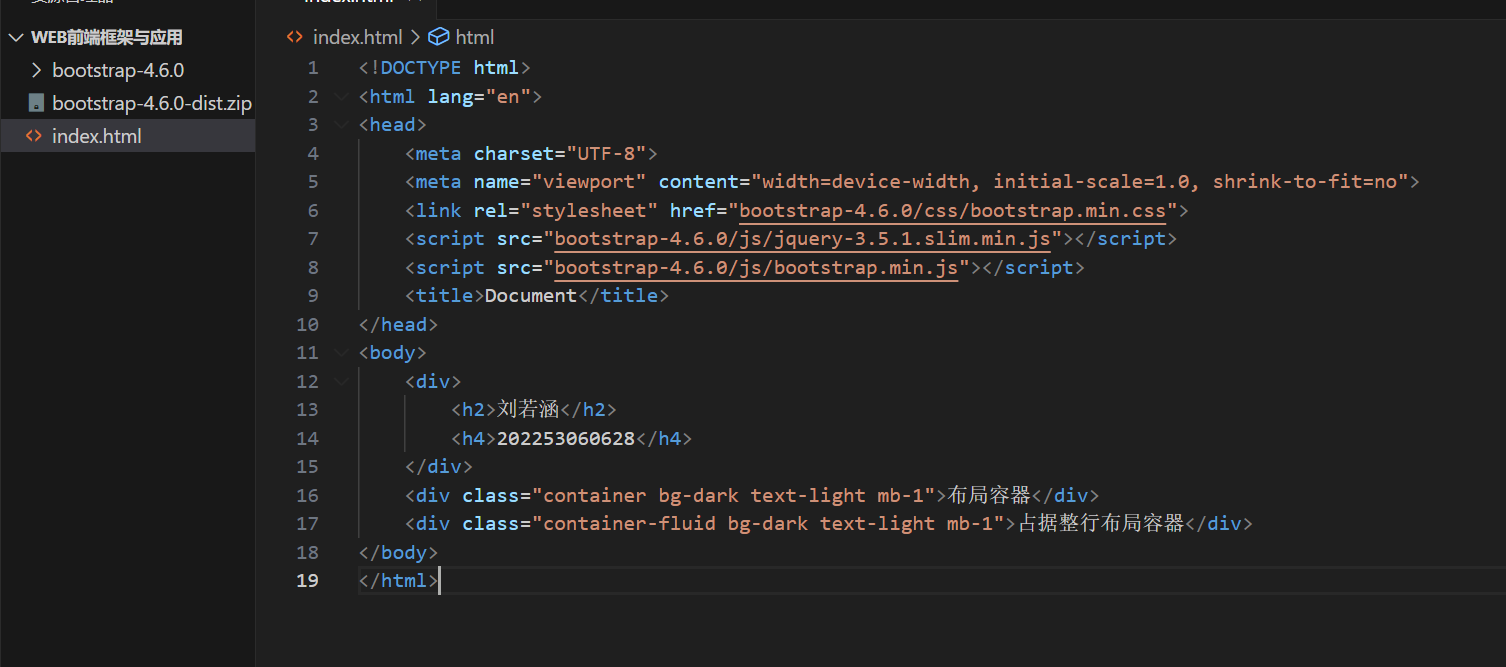 WEB前端框架与应用
bootstrap-4.6.0
bootstrap-4.6.0-dist.zip
index.html
index.html > html
1 <!DOCTYPE html>
2 <html lang="en">
3 <head>
4 <meta charset="UTF-8">
5 <meta name="viewport" content="width=device-width, initial-scale=1.0, shrink-to-fit=no">
6 <link rel="stylesheet" href="bootstrap-4.6.0/css/bootstrap.min.css">
7 <script src="bootstrap-4.6.0/js/jquery-3.5.1.slim.min.js"></script>
8 <script src="bootstrap-4.6.0/js/bootstrap.min.js"></script>
9 <title>Document</title>
10 </head>
11 <body>
12 <div>
13 <h2>刘若涵</h2>
14 <h4>202253060628</h4>
15 </div>
16 <div class="container bg-dark text-light mb-1">布局容器</div>
17 <div class="container-fluid bg-dark text-light mb-1">占据整行布局容器</div>
18 </body>
19 </html>